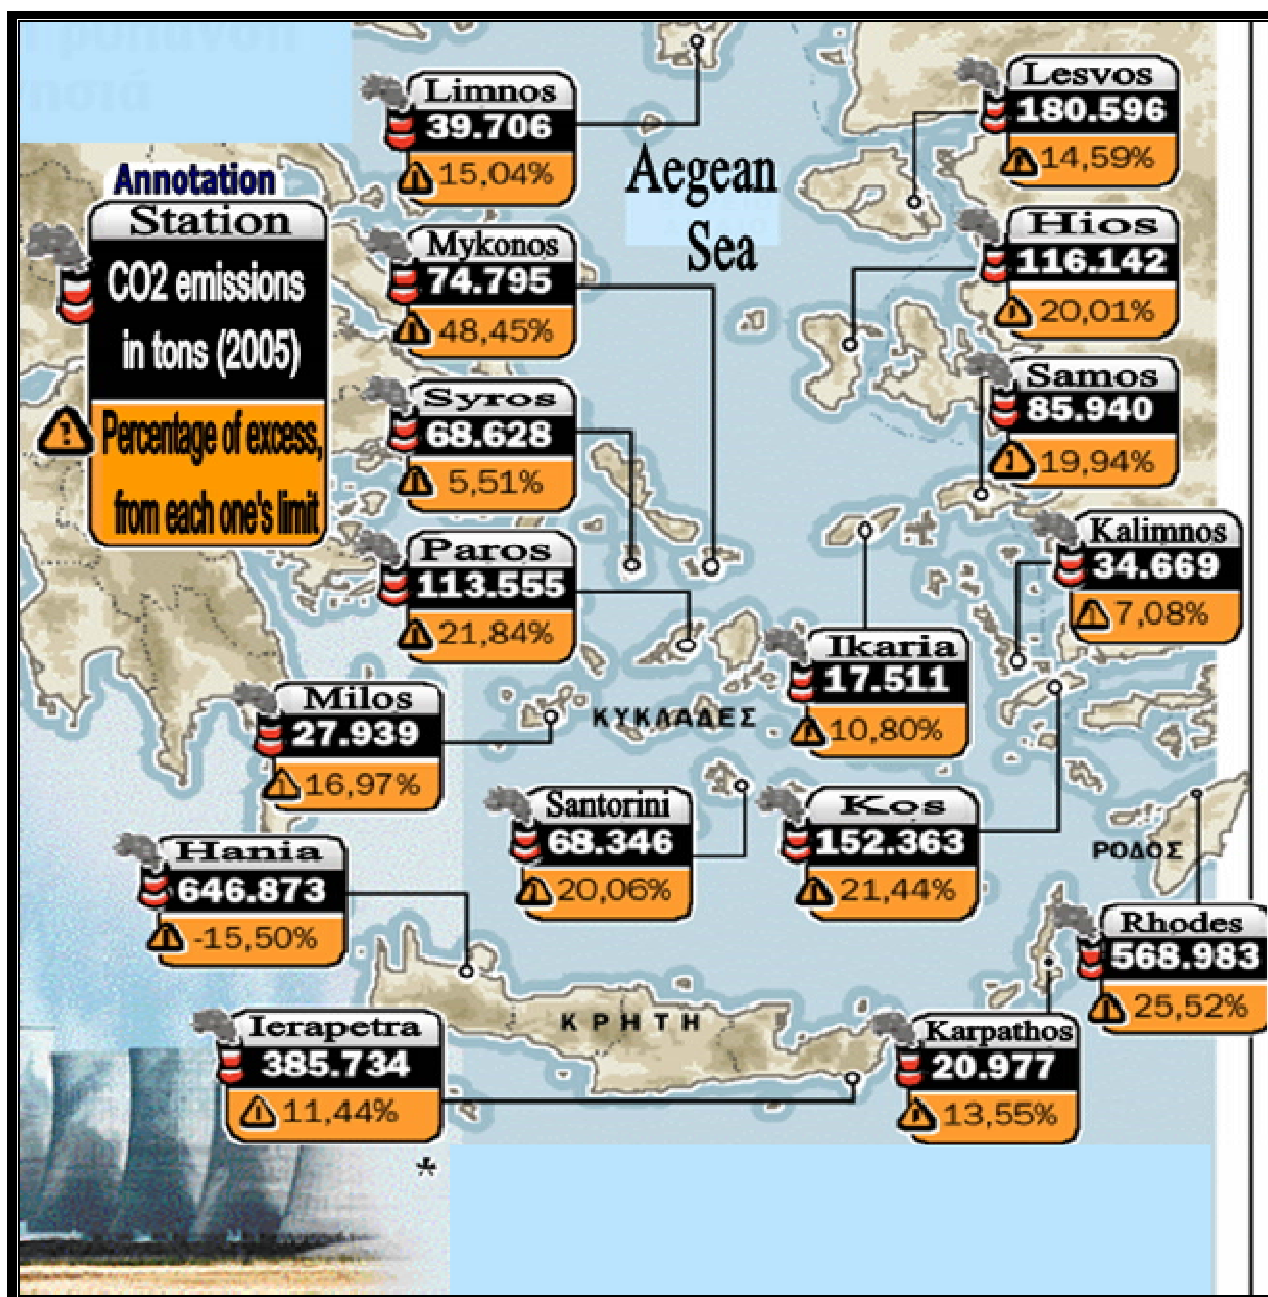 Limnos
39.706
15,04%
Lesvos
180.596
14,59%
Aegean
Sea
Annotation
Station
CO2 emissions
in tons (2005)
Percentage of excess,
from each one's limit
Mykonos
74.795
48,45%
Hios
116.142
20,01%
Syros
68.628
5,51%
Samos
85.940
19,94%
Paros
113.555
21,84%
Kalimnos
34.669
7,08%
Ikaria
17.511
10,80%
Milos
27.939
16,97%
ΚΥΚΛΑΔΕΣ
Santorini
68.346
20,06%
Kos
152.363
21,44%
ΡΟΔΟΣ
Hania
646.873
-15,50%
Rhodes
568.983
25,52%
Ierapetra
385.734
11,44%
ΚΡΗΤΗ
Karpathos
20.977
13,55%
*